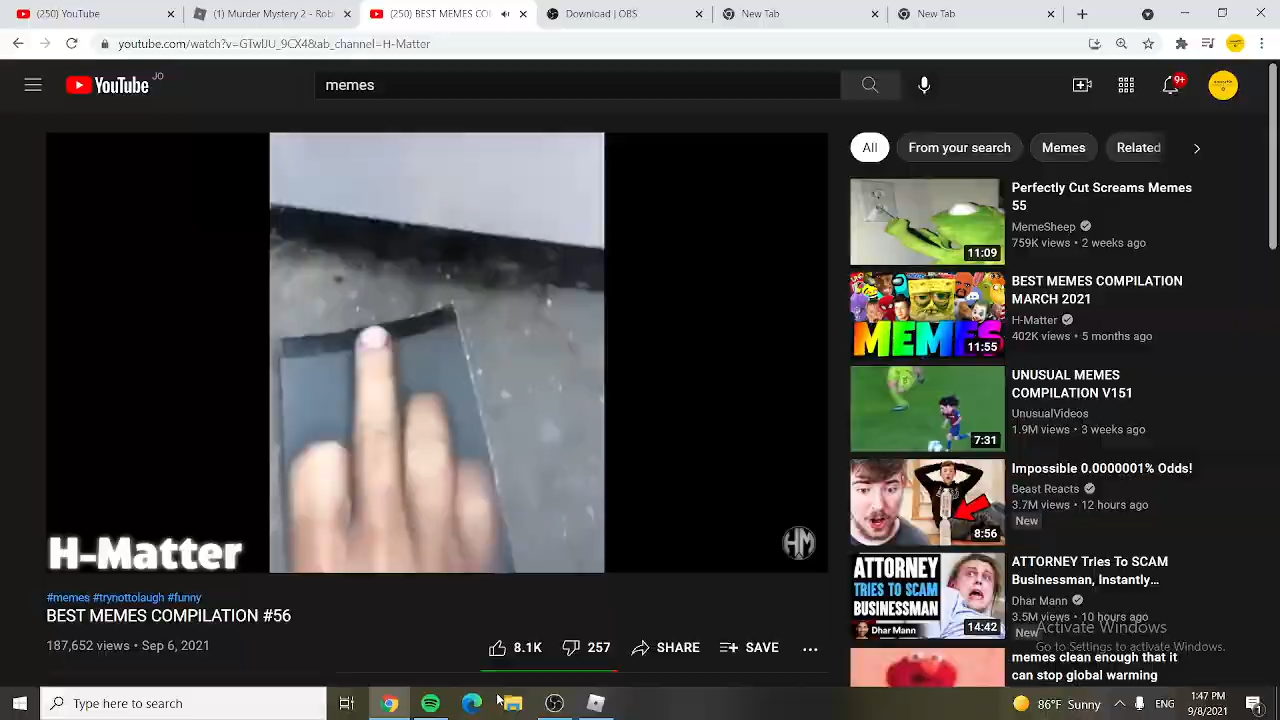 (250) YouTube
(1) Murder Mystery 2 - Rob
(250) BEST MEMES CO
Download | OBS
New Tab
New Tab
youtube.com/watch?v=GTwIJU_9CX4&ab_channel=H-Matter
YouTube JO
memes
9+
All
From your search
Memes
Related
Perfectly Cut Screams Memes
55
MemeSheep
759K views • 2 weeks ago
11:09
BEST MEMES COMPILATION
MARCH 2021
H-Matter
402K views • 5 months ago
MEMES
11:55
UNUSUAL MEMES
COMPILATION V151
UnusualVideos
1.9M views • 3 weeks ago
7:31
Impossible 0.0000001% Odds!
Beast Reacts
3.7M views • 12 hours ago
New
8:56
ATTORNEY
TRIES TO SCAM
BUSINESSMAN
Dhar Mann
14:42
ATTORNEY Tries To SCAM
Businessman, Instantly...
Dhar Mann
3.5M views • 10 hours ago
New
memes clean enough that it
can stop global warming
H-Matter
HM
#memes #trynottolaugh #funny
BEST MEMES COMPILATION #56
187,652 views • Sep 6, 2021
8.1K
257
SHARE
SAVE
Activate Windows
Go to Settings to activate Windows.
Type here to search
86°F Sunny
1:47 PM
9/8/2021
1